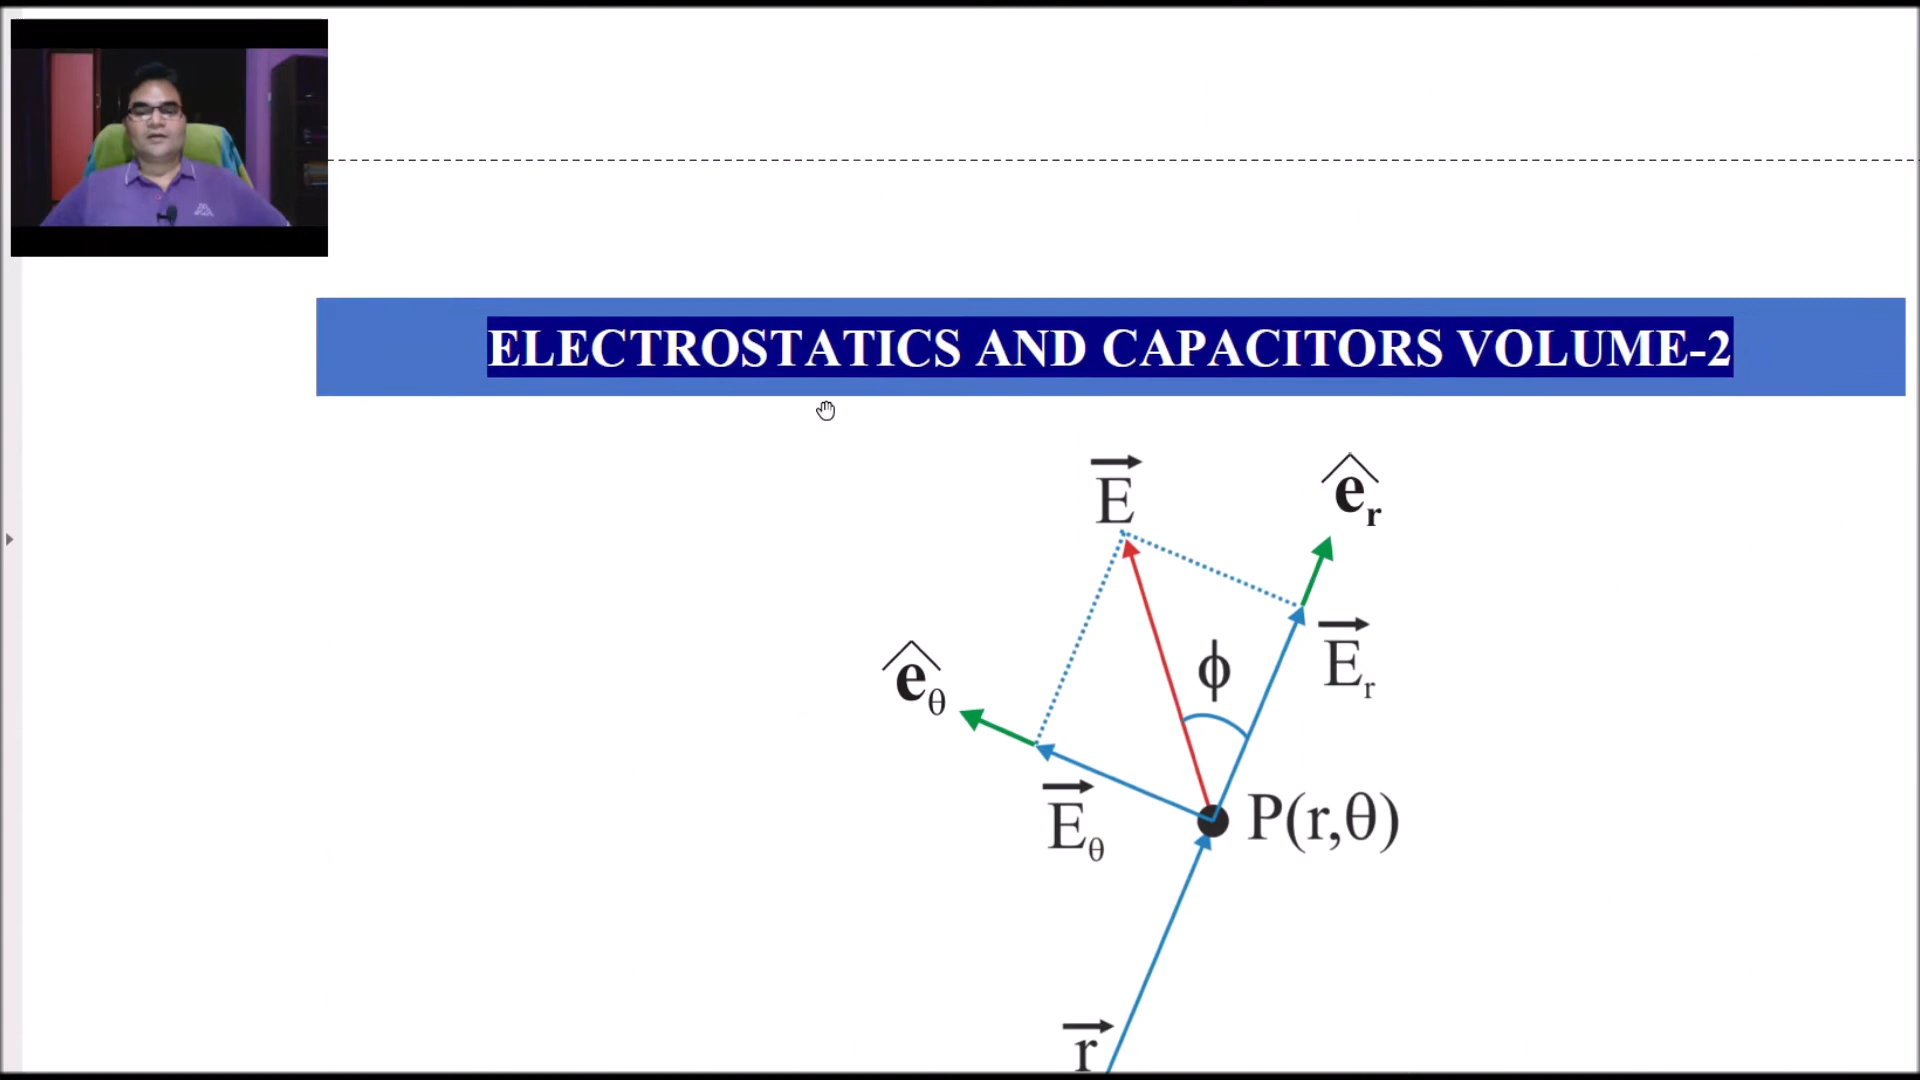 ELECTROSTATICS AND CAPACITORS VOLUME-2
E
e_r
E_r
ϕ
e_θ
E_θ
P(r,θ)
r